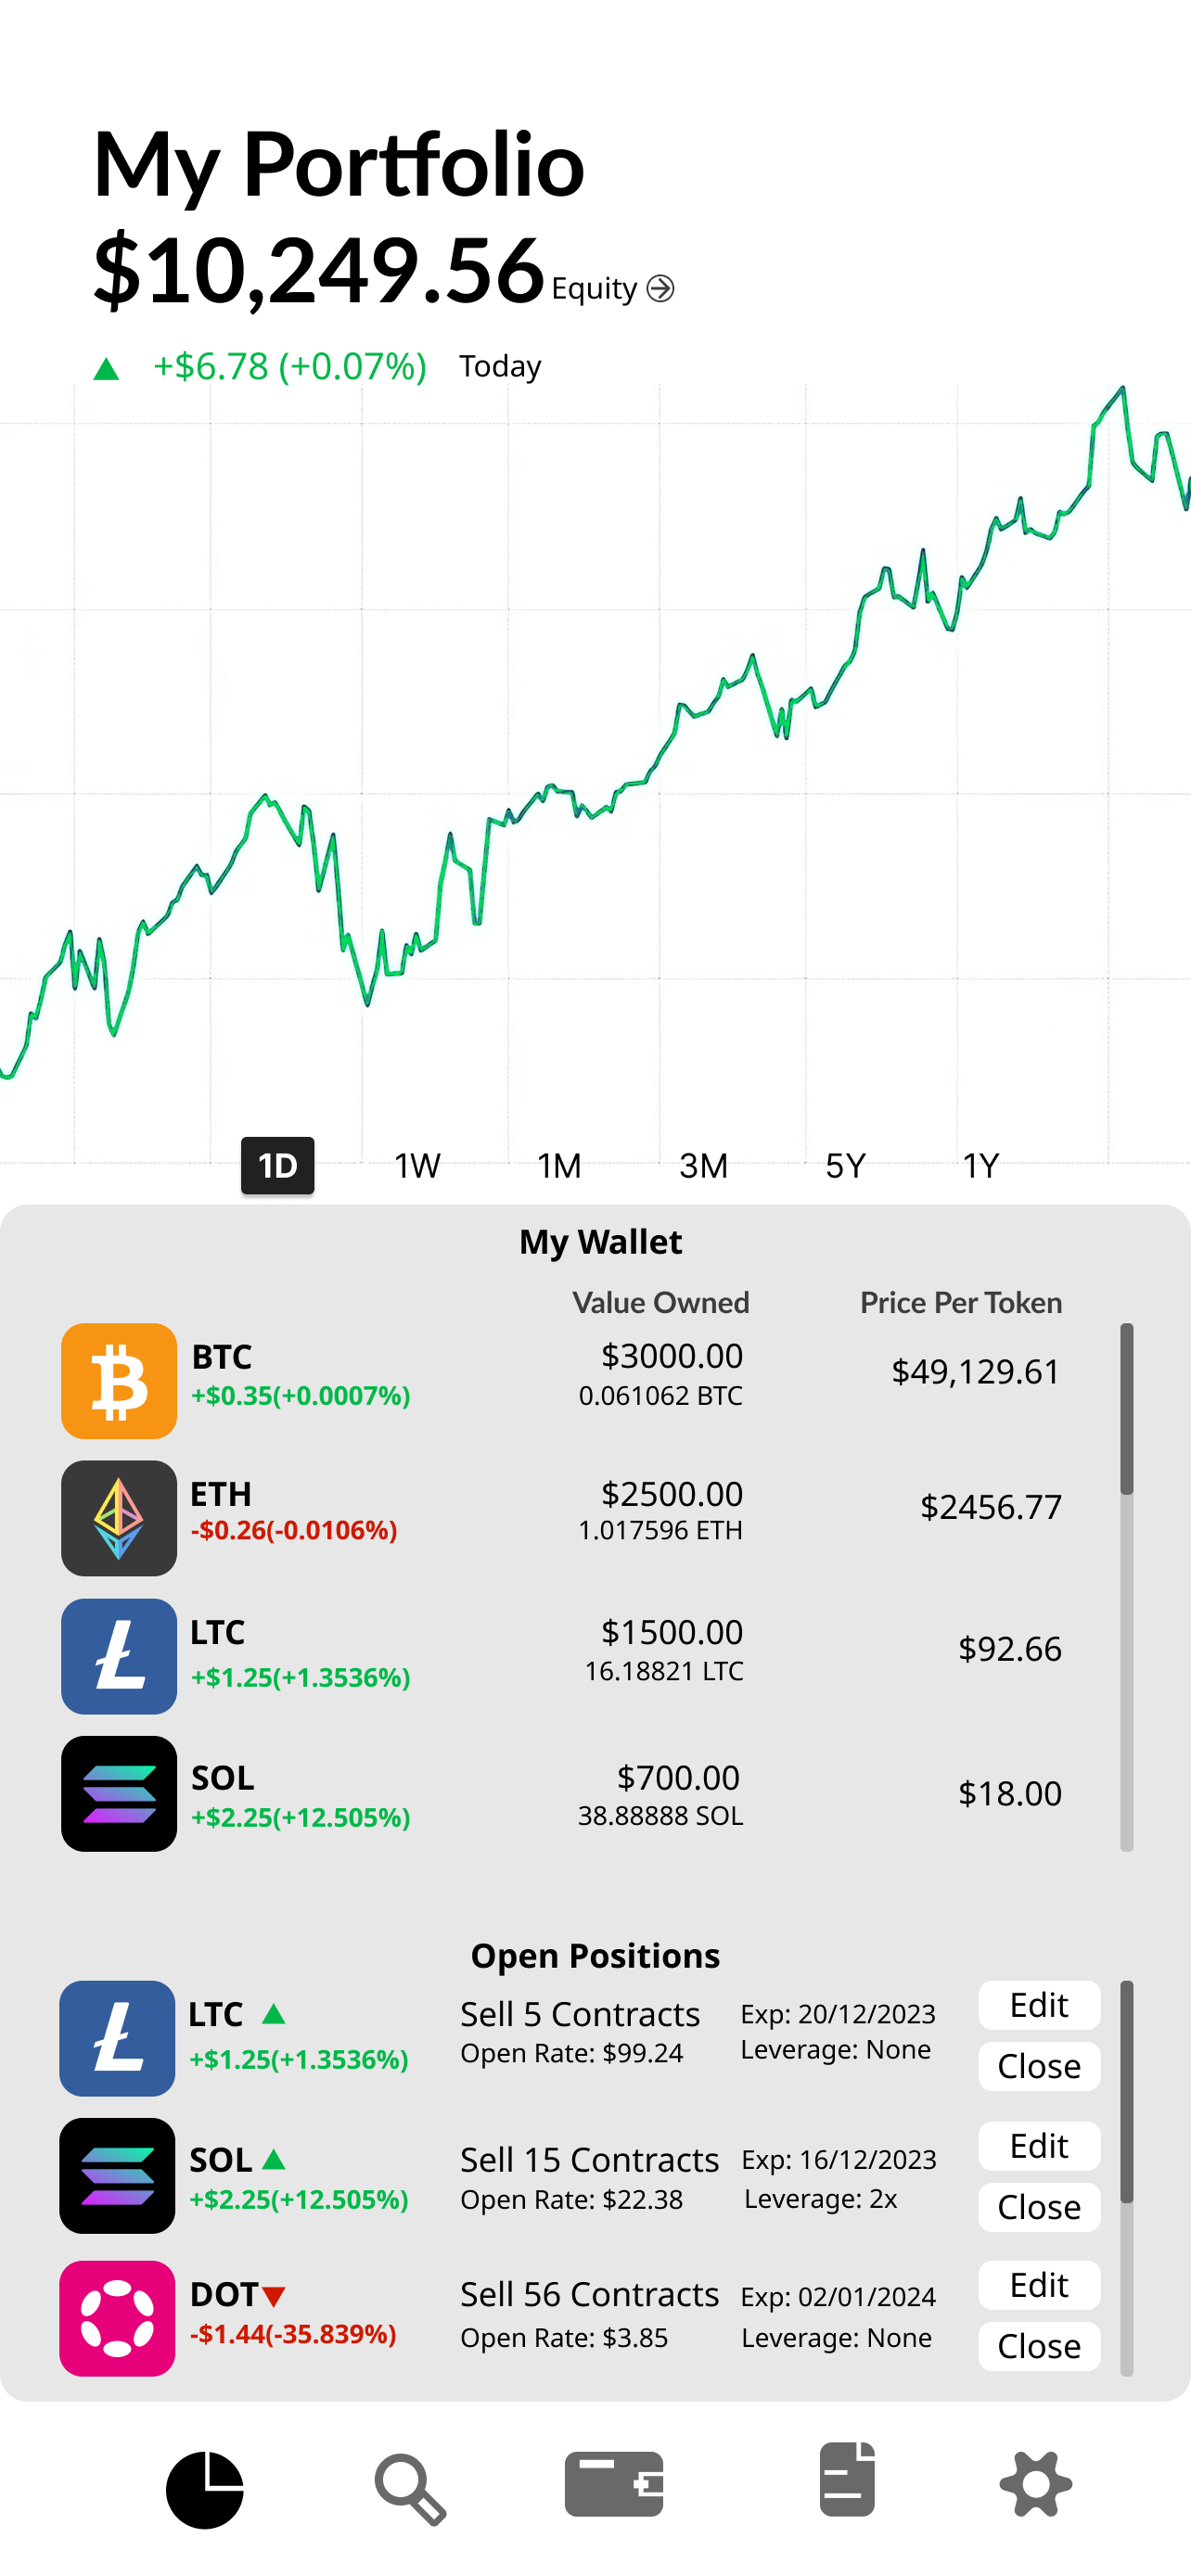 My Portfolio
$10,249.56 Equity
+$6.78 (+0.07%) Today
1D 1W 1M 3M 5Y 1Y
My Wallet
Value Owned Price Per Token
BTC $3000.00 $49,129.61
+$0.35(+0.0007%) 0.061062 BTC
ETH $2500.00 $2456.77
-$0.26(-0.0106%) 1.017596 ETH
LTC $1500.00 $92.66
+$1.25(+1.3536%) 16.18821 LTC
SOL $700.00 $18.00
+$2.25(+12.505%) 38.88888 SOL
Open Positions
LTC Sell 5 Contracts Exp: 20/12/2023 Edit
+$1.25(+1.3536%) Open Rate: $99.24 Leverage: None Close
SOL Sell 15 Contracts Exp: 16/12/2023 Edit
+$2.25(+12.505%) Open Rate: $22.38 Leverage: 2x Close
DOT Sell 56 Contracts Exp: 02/01/2024 Edit
-$1.44(-35.839%) Open Rate: $3.85 Leverage: None Close